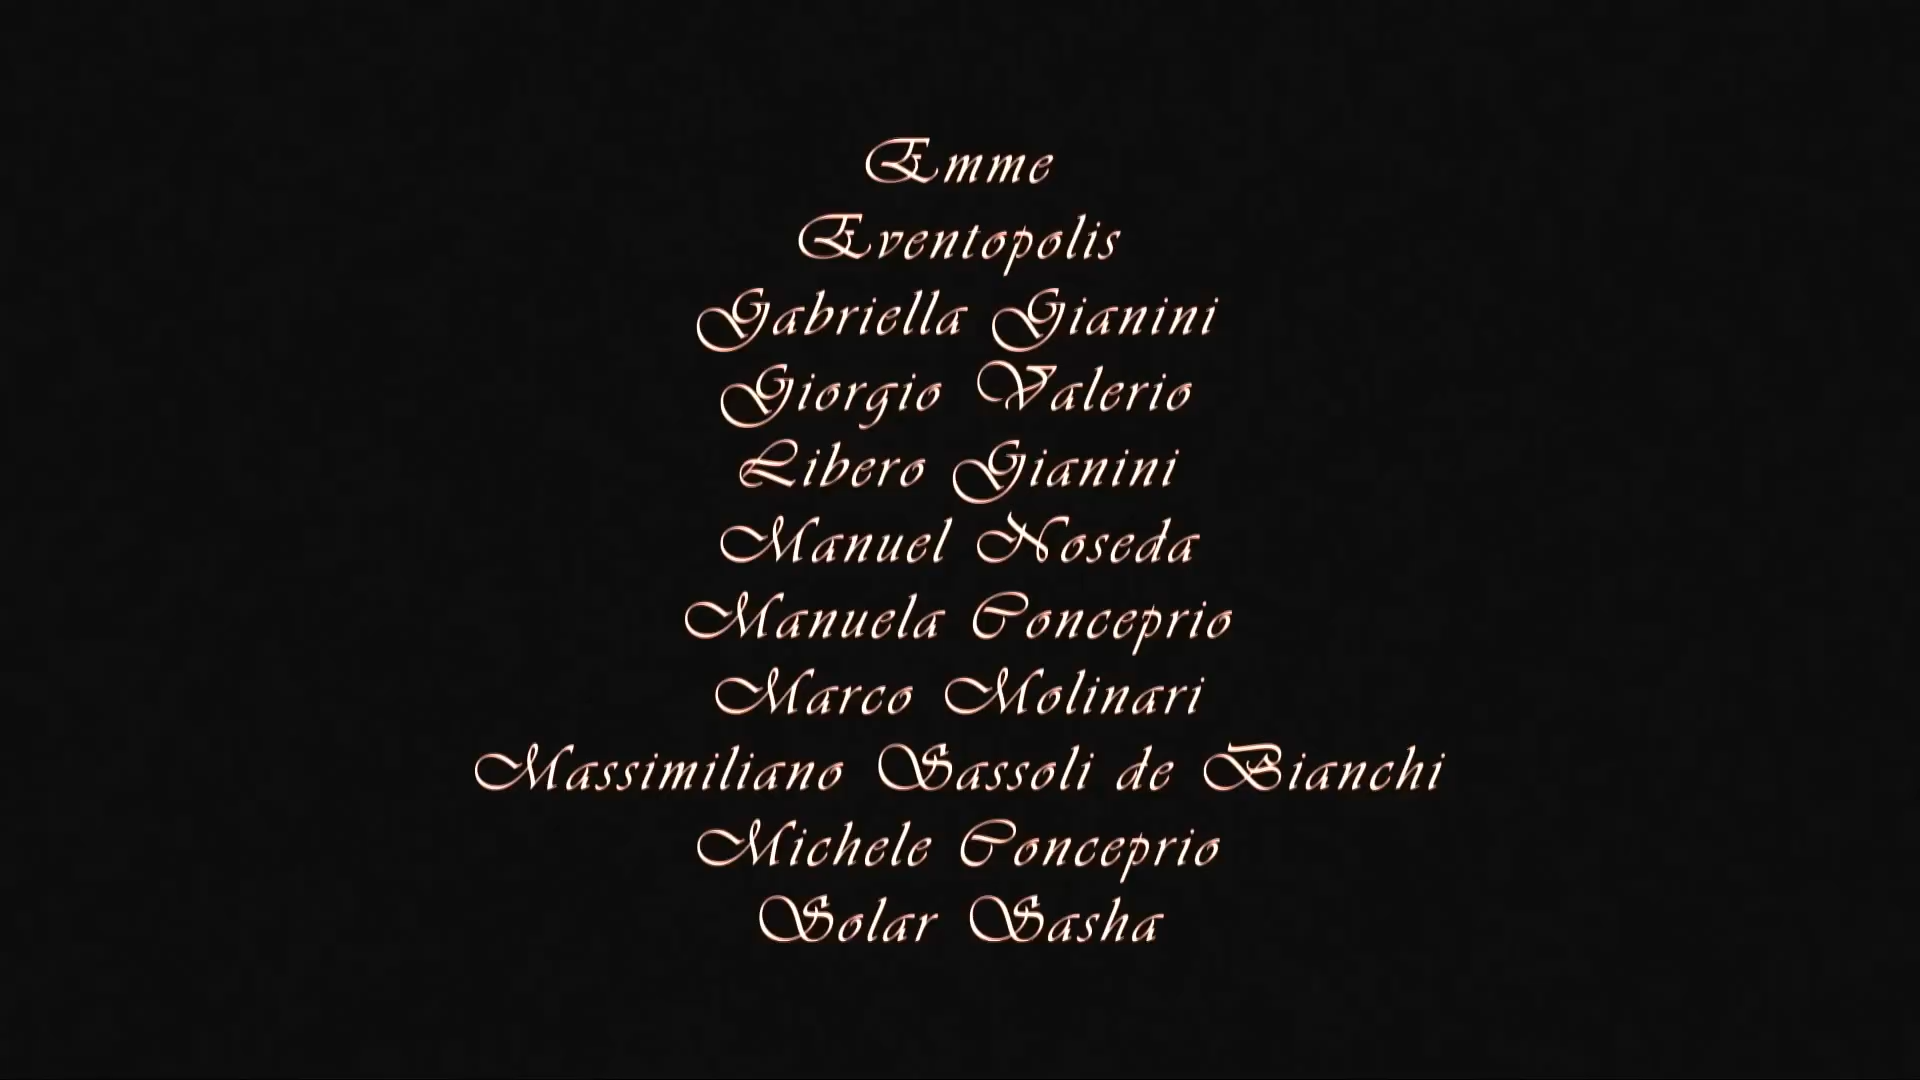 Emme
Eventopolis
Gabriella Gianini
Giorgio Valerio
Libero Gianini
Manuel Noseda
Manuela Conceprio
Marco Molinari
Massimiliano Sassoli de Bianchi
Michele Conceprio
Solar Sasha